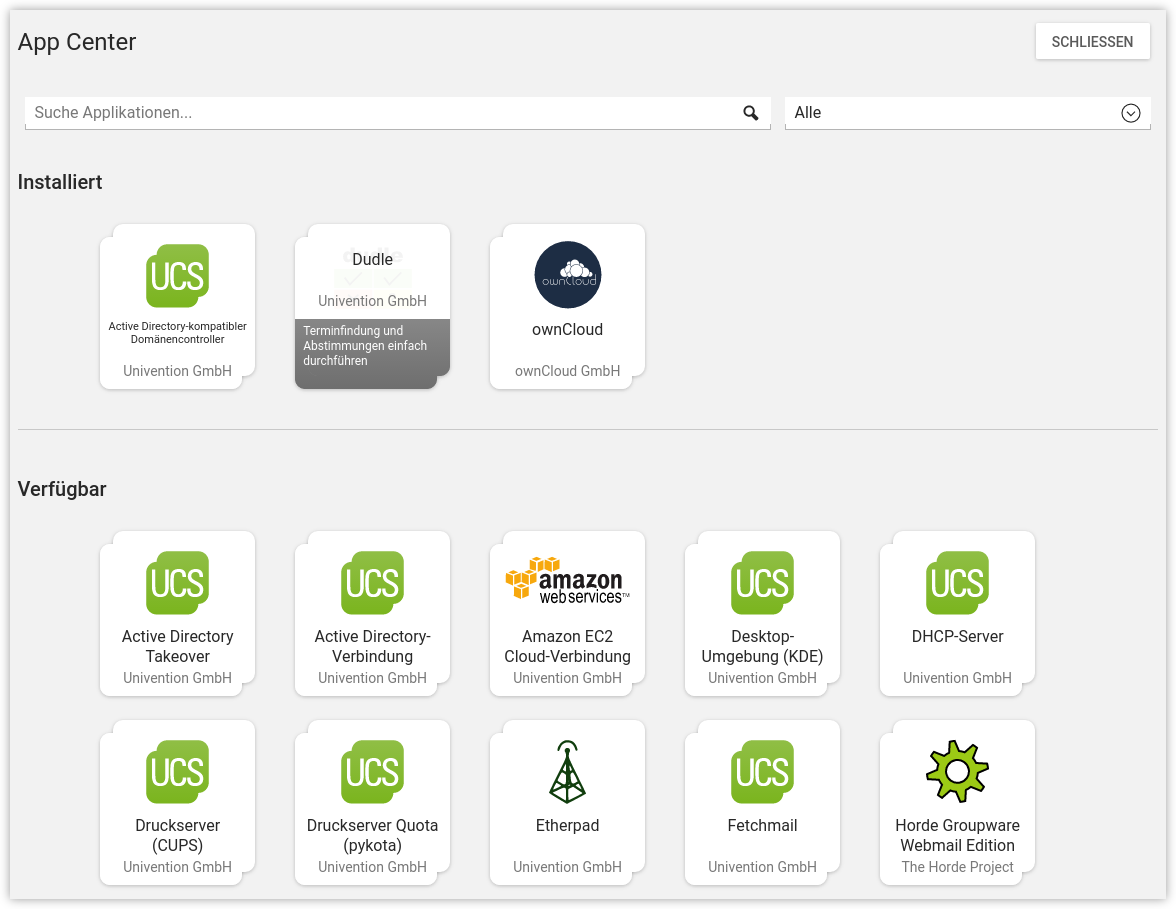 App Center
SCHLIESSEN
Suche Applikationen...
Alle
Installiert
UCS
Active Directory-kompatibler
Domänencontroller
Univention GmbH
dudle
Dudle
Univention GmbH
Terminfindung und
Abstimmungen einfach
durchführen
ownCloud
ownCloud
ownCloud GmbH
Verfügbar
UCS
Active Directory
Takeover
Univention GmbH
UCS
Active Directory-
Verbindung
Univention GmbH
amazon
webservices™
Amazon EC2
Cloud-Verbindung
Univention GmbH
UCS
Desktop-
Umgebung (KDE)
Univention GmbH
UCS
DHCP-Server
Univention GmbH
UCS
Druckserver
(CUPS)
Univention GmbH
UCS
Druckserver Quota
(pykota)
Univention GmbH
Etherpad
Univention GmbH
UCS
Fetchmail
Univention GmbH
Horde Groupware
Webmail Edition
The Horde Project